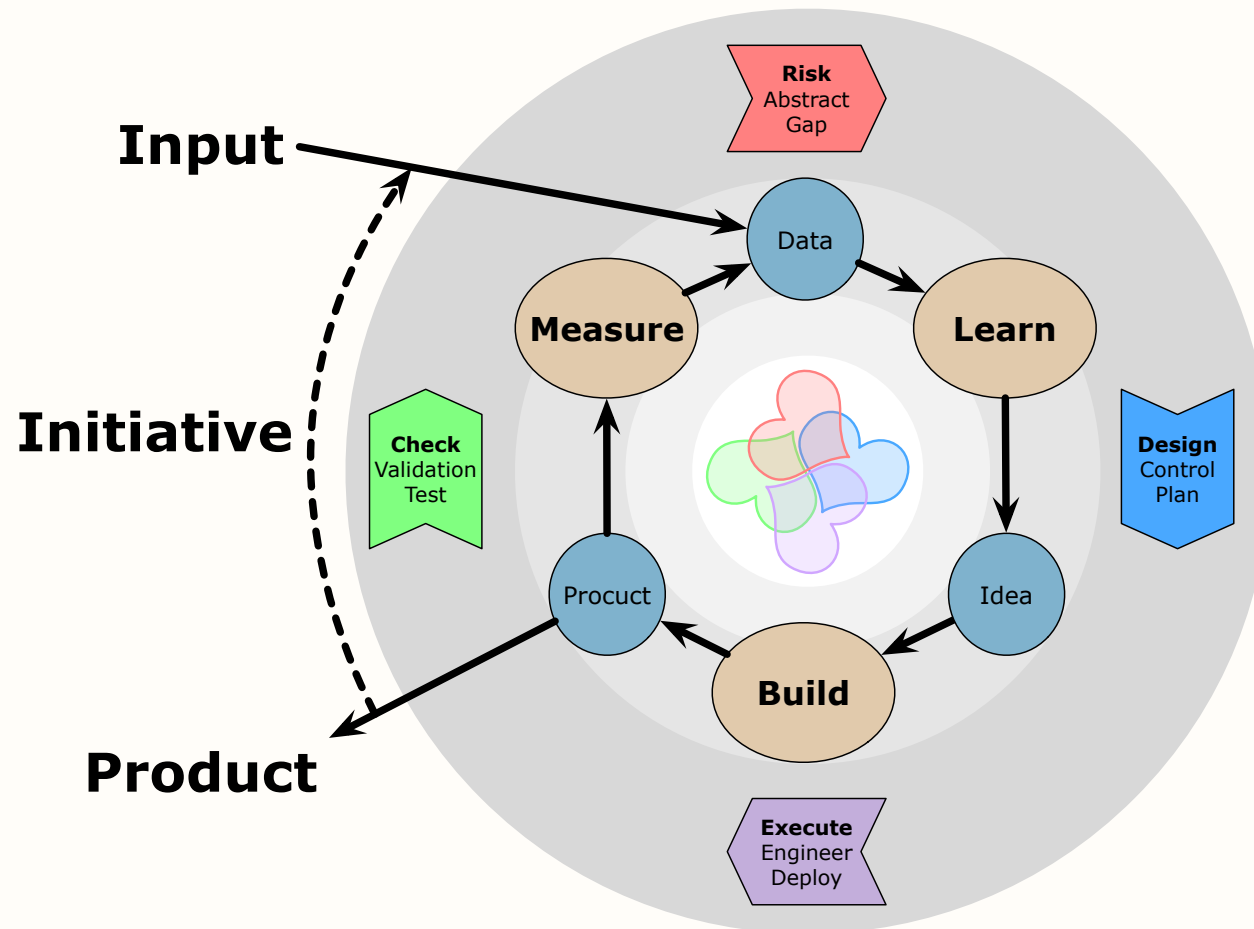 Risk
Abstract
Gap
Input
Data
Measure
Learn
Initiative
Check
Validation
Test
Design
Control
Plan
Procuct
Idea
Build
Product
Execute
Engineer
Deploy